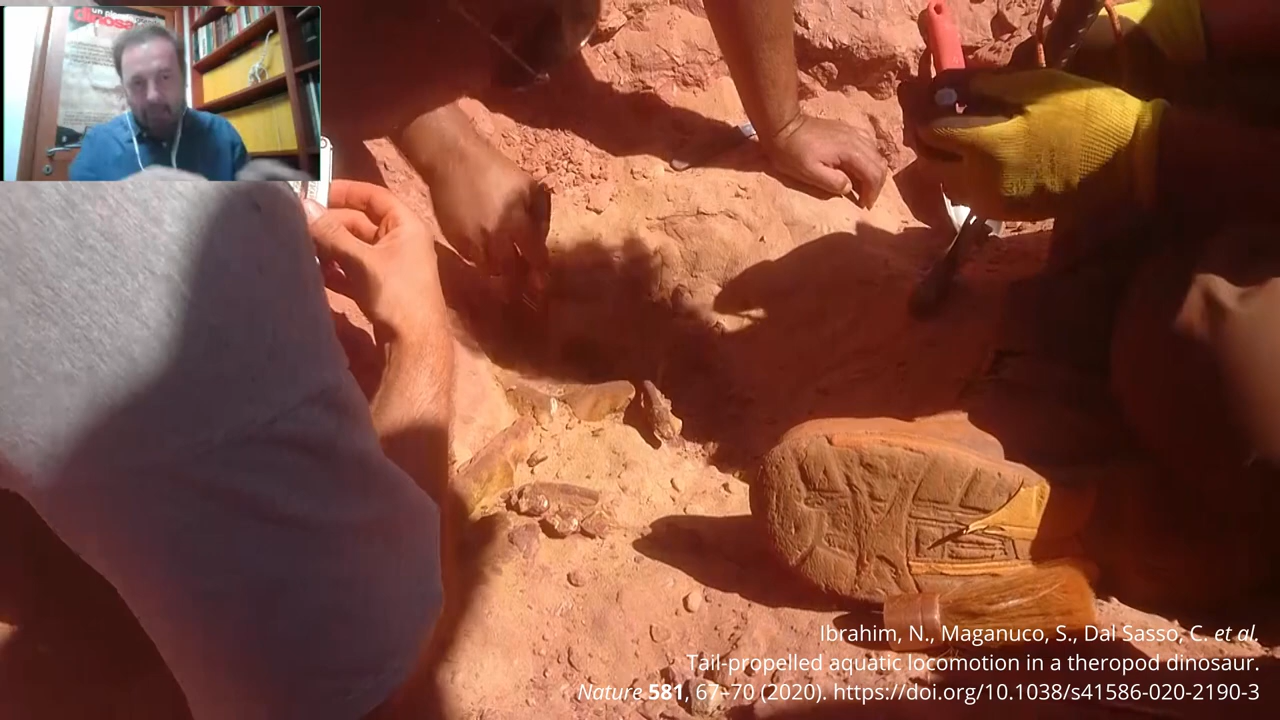 dinosa
Ibrahim, N., Maganuco, S., Dal Sasso, C. et al.
Tail-propelled aquatic locomotion in a theropod dinosaur.
Nature 581, 67–70 (2020). https://doi.org/10.1038/s41586-020-2190-3